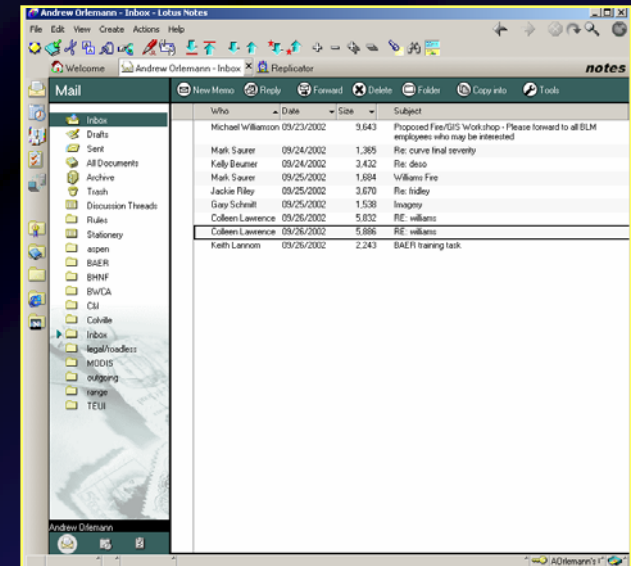 Andrew Orlemann - Inbox - Lotus Notes
File Edit View Create Actions Help
Welcome Andrew Orlemann - Inbox Replicator notes
Mail New Memo Reply Forward Delete Folder Copy into Tools
Who Date Size Subject
Inbox
Drafts
Sent
All Documents
Archive
Trash
Discussion Threads
Rules
Stationery
aspen
BAER
BHNF
BWCA
C&I
Colville
Inbox
legal/roadless
MODIS
outgoing
range
TEUI
Michael Williamson 09/23/2002 9,643 Proposed Fire/GIS Workshop - Please forward to all BLM
employees who may be interested
Mark Saurer 09/24/2002 1,365 Re: curve final severity
Kelly Beumer 09/24/2002 3,432 Re: deso
Mark Saurer 09/25/2002 1,684 Williams Fire
Jackie Riley 09/25/2002 3,670 Re: fridley
Gary Schmitt 09/25/2002 1,538 Imagery
Colleen Lawrence 09/26/2002 5,832 RE: williams
Colleen Lawrence 09/26/2002 5,886 RE: williams
Keith Lannom 09/26/2002 2,243 BAER training task
Andrew Orlemann